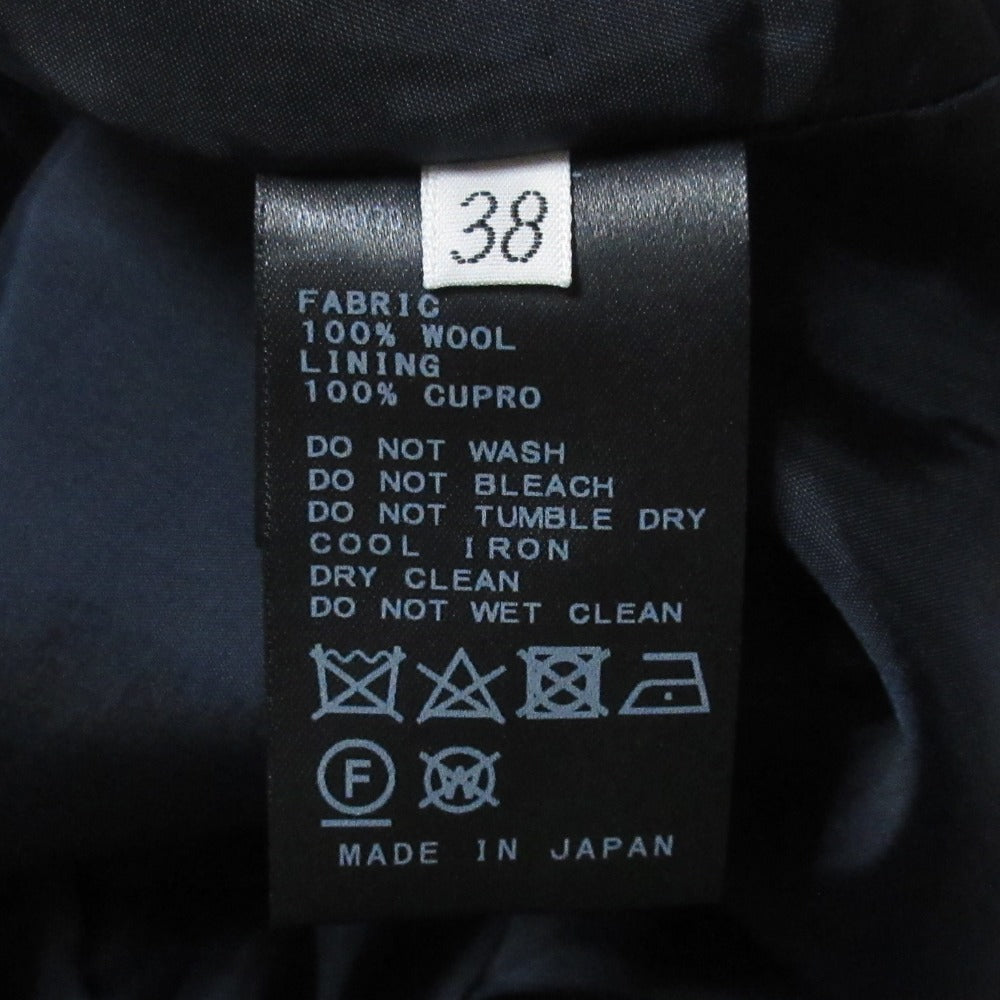 38
FABRIC
100% WOOL
LINING
100% CUPRO
DO NOT WASH
DO NOT BLEACH
DO NOT TUMBLE DRY
COOL IRON
DRY CLEAN
DO NOT WET CLEAN
F W
MADE IN JAPAN